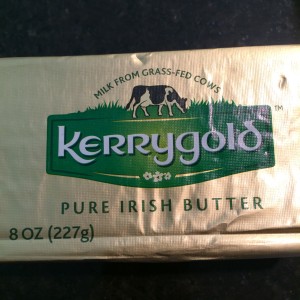 MILK FROM GRASS-FED COWS
Kerrygold
™
PURE IRISH BUTTER
8 OZ (227g)